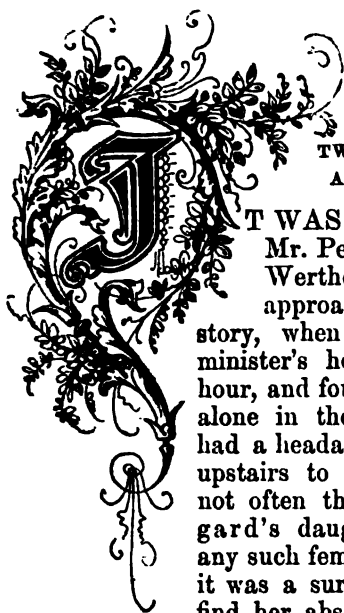 TW
A
IT WAS
Mr. Pe
Werthe
approa
story, when
minister's ho
hour, and fou
alone in the
had a heada
upstairs to
not often th
gard's daug
any such fem
it was a sur
find her abs